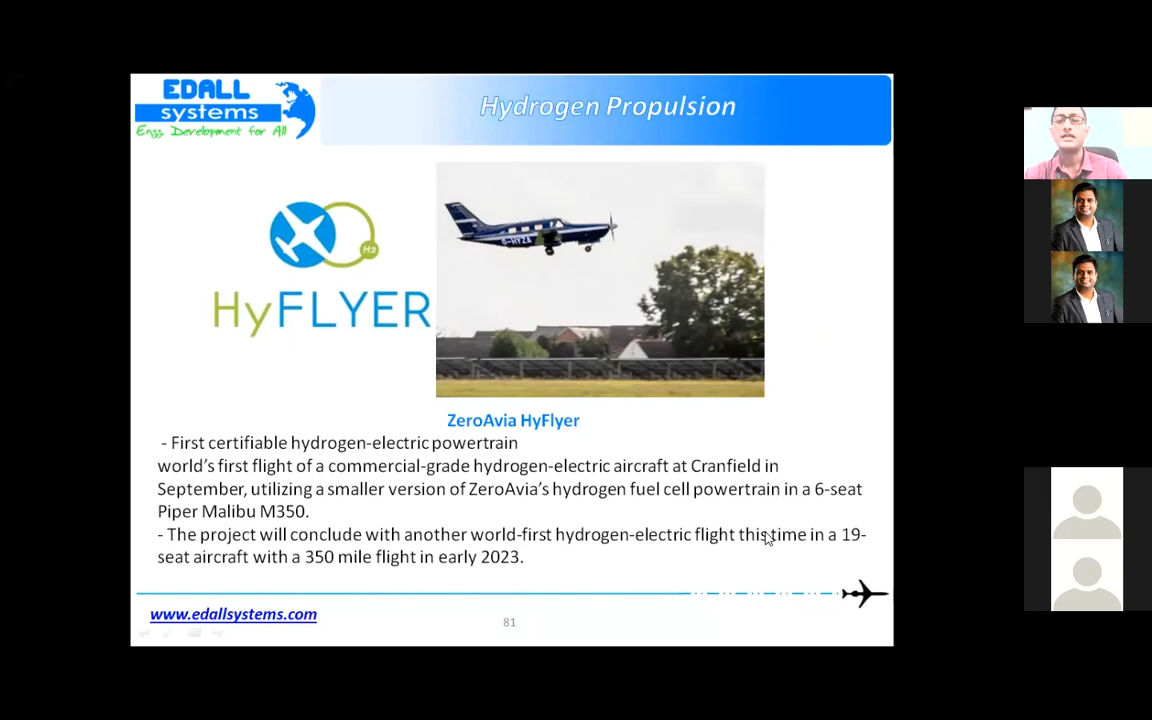 EDALL
systems
Engg Development for All
Hydrogen Propulsion
H2
HyFLYER
G-HYZA
ZeroAvia HyFlyer
- First certifiable hydrogen-electric powertrain
world's first flight of a commercial-grade hydrogen-electric aircraft at Cranfield in
September, utilizing a smaller version of ZeroAvia's hydrogen fuel cell powertrain in a 6-seat
Piper Malibu M350.
- The project will conclude with another world-first hydrogen-electric flight this time in a 19-
seat aircraft with a 350 mile flight in early 2023.
www.edallsystems.com
81